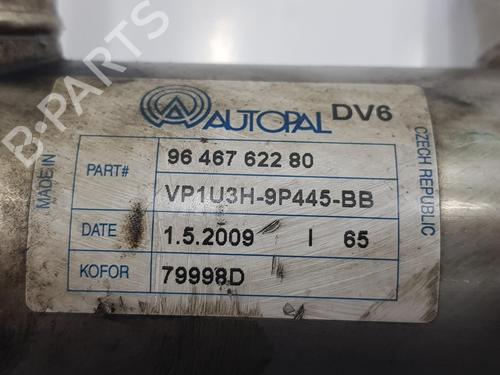 AUTOPAL DV6
MADE IN
CZECH REPUBLIC
PART# 96 467 622 80
VP1U3H-9P445-BB
DATE 1.5.2009 I 65
KOFOR 79998D
B-PARTS